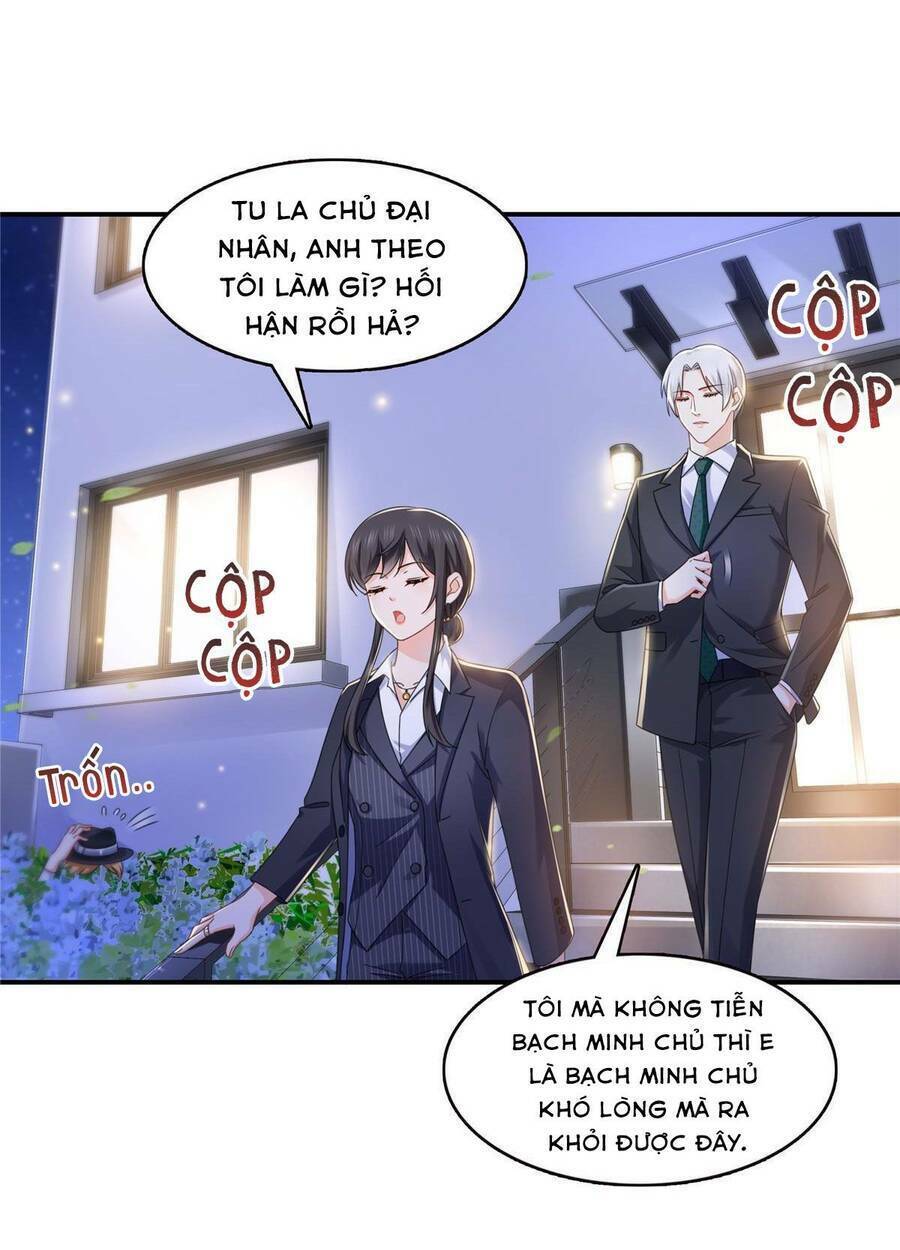 TU LA CHỦ ĐẠI
NHÂN, ANH THEO
TÔI LÀM GÌ? HỐI
HẬN RỒI HẢ?
CỘP
CỘP
CỘP
CỘP
Trốn..
TÔI MÀ KHÔNG TIỄN
BẠCH MINH CHỦ THÌ E
LÀ BẠCH MINH CHỦ
KHÓ LÒNG MÀ RA
KHỎI ĐƯỢC ĐÂY.